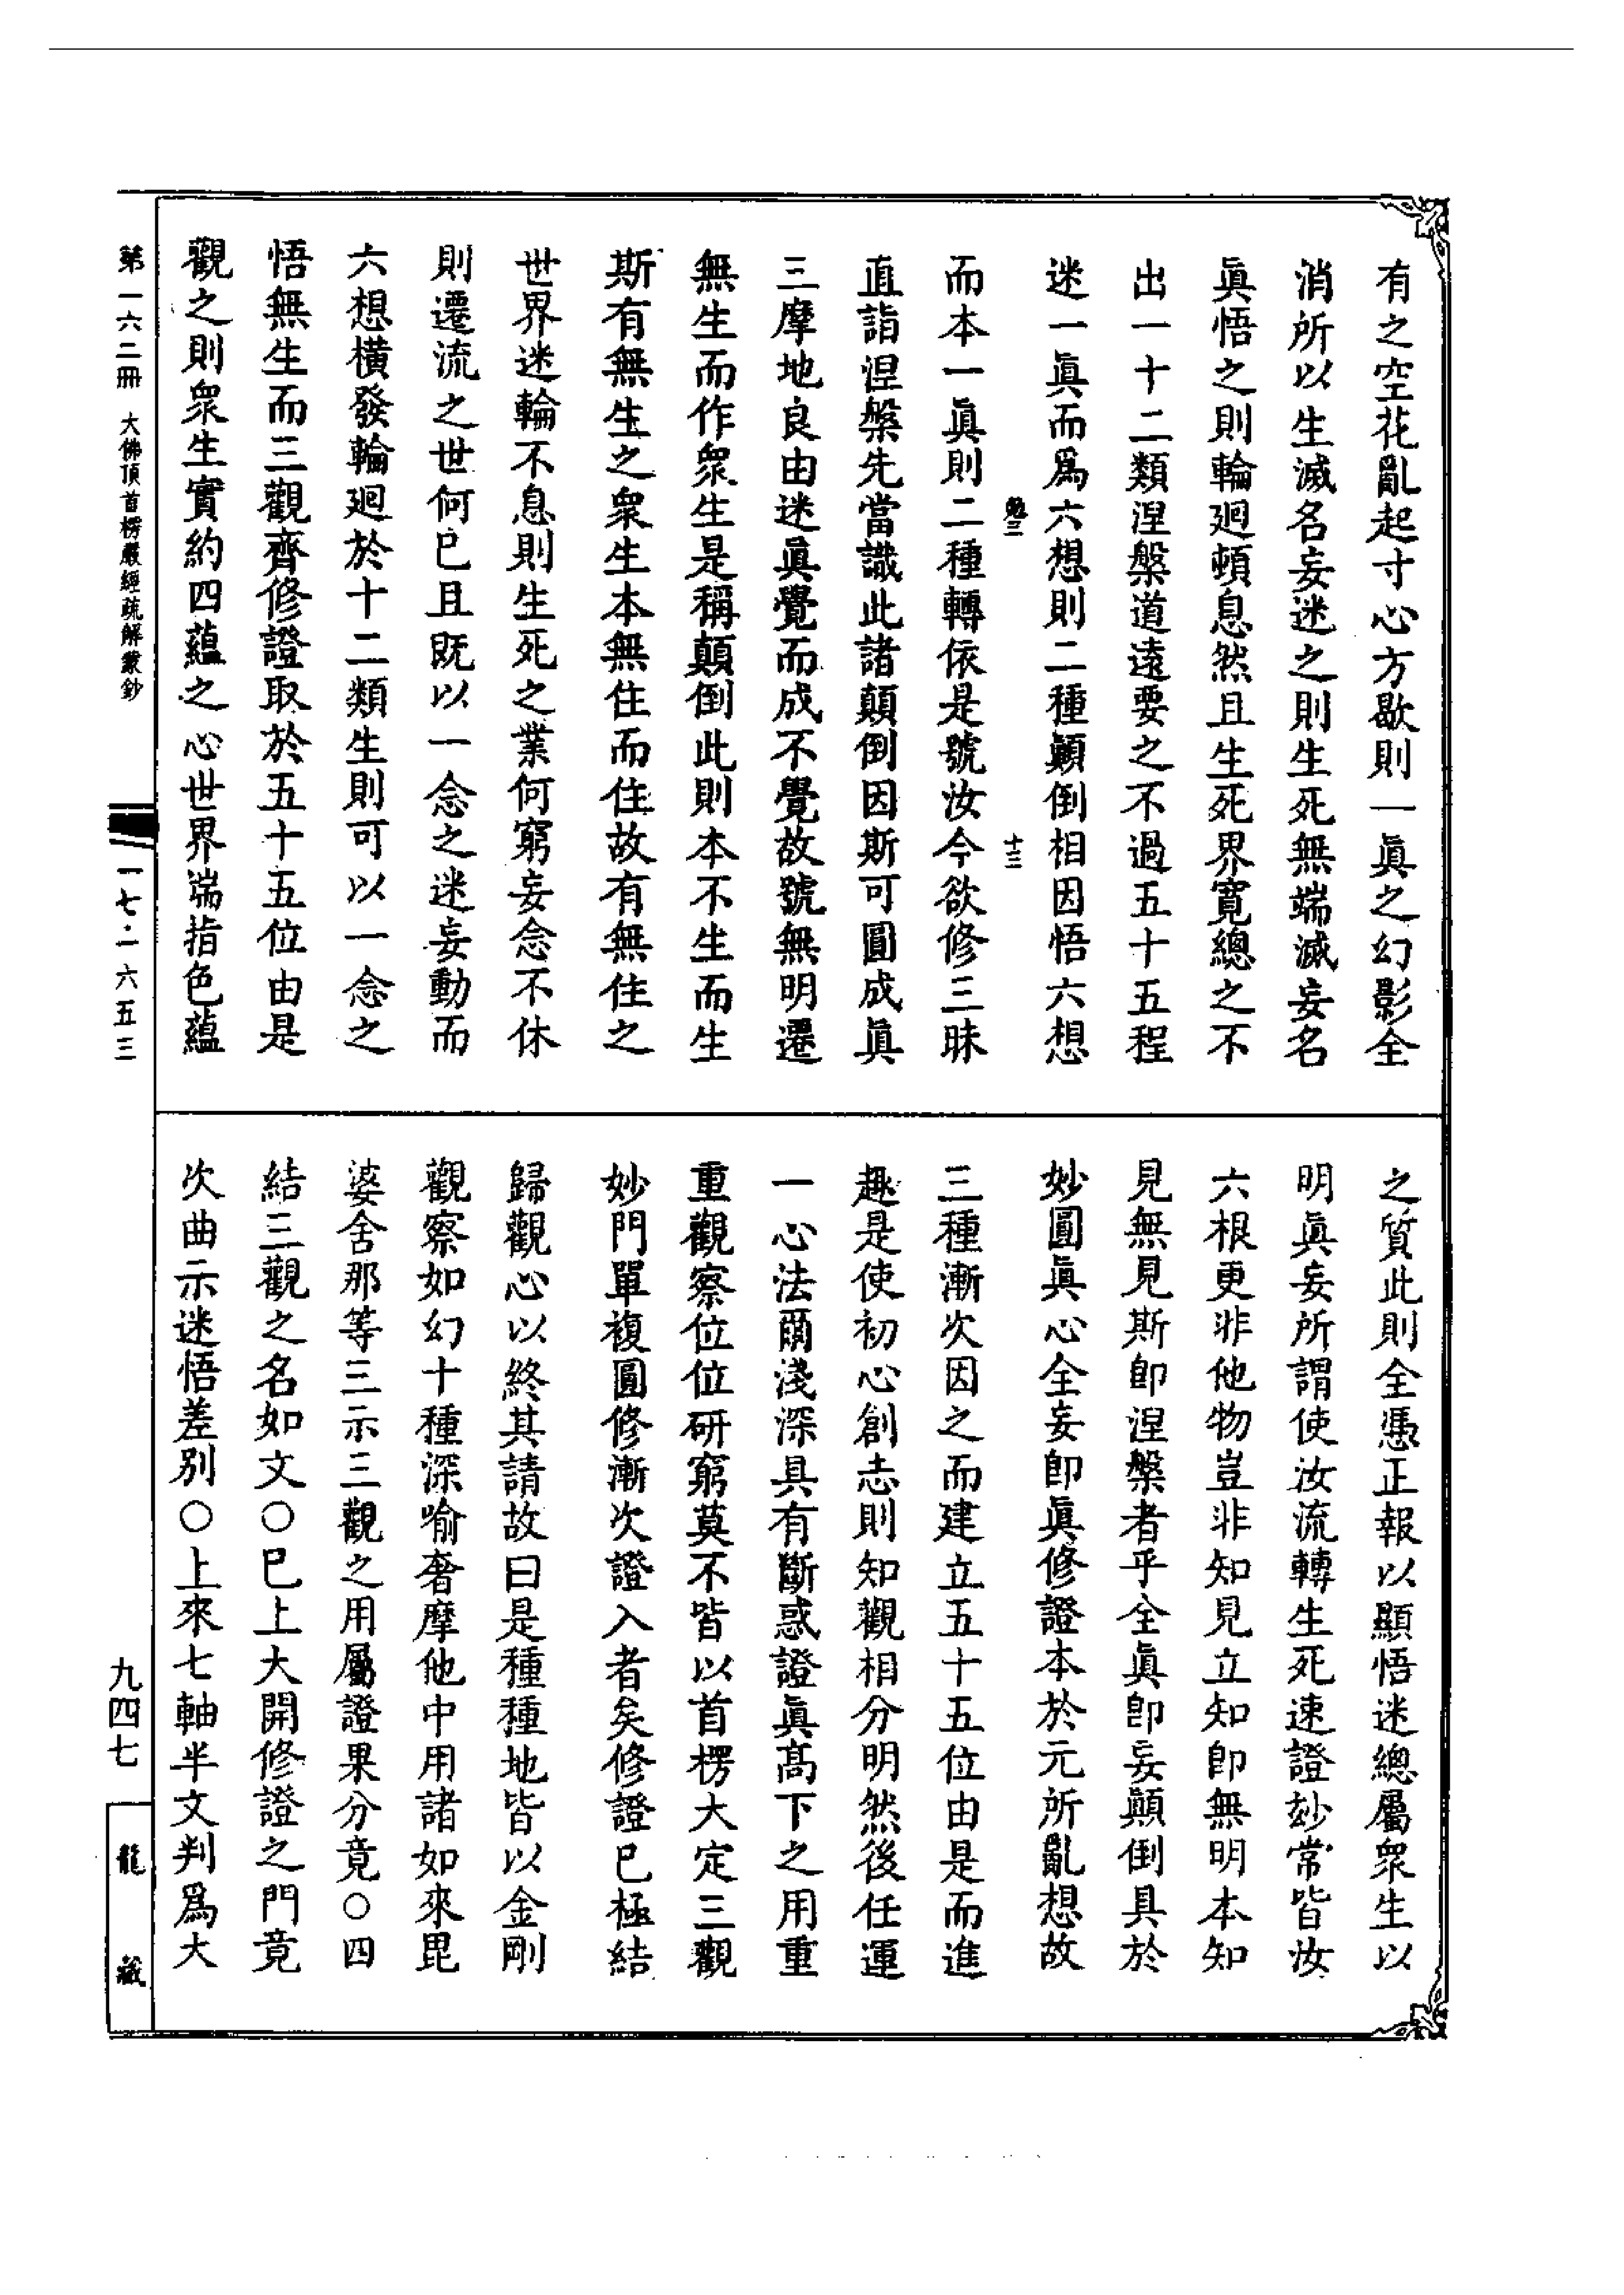 有之空花亂起寸心方歇則一眞之幻影全
消所以生滅名妄迷之則生死無端滅妄名
眞悟之則輪廻頓息然且生死界寬總之不
出一十二類涅槃道遠要之不過五十五程
迷一眞而爲六想則二種顚倒相因悟六想
勉三 十三
而本一眞則二種轉依是號汝今欲修三昧
直詣涅槃先當識此諸顛倒因斯可圓成眞
三摩地良由迷眞覺而成不覺故號無明遷
無生而作衆生是稱顛倒此則本不生而生
斯有無生之衆生本無住而住故有無住之
世界迷輪不息則生死之業何窮妄念不休
則遷流之世何已且既以一念之迷妄動而
六想橫發輪廻於十二類生則可以一念之
悟無生而三觀齊修證取於五十五位由是
觀之則衆生實約四蘊之心世界端指色蘊
之質此則全憑正報以顯悟迷總屬衆生以
明眞妄所謂使汝流轉生死速證玅常皆汝
六根更非他物豈非知見立知卽無明本知
見無見斯卽涅槃者乎全眞卽妄顛倒具於
妙圓眞心全妄卽眞修證本於元所亂想故
三種漸次因之而建立五十五位由是而進
趣是使初心創志則知觀相分明然後任運
一心法爾淺深具有斷惑證眞高下之用重
重觀察位位研窮莫不皆以首楞大定三觀
妙門單複圓修漸次證入者矣修證已極結
歸觀心以終其請故曰是種種地皆以金剛
觀察如幻十種深喻奢摩他中用諸如來毘
婆舍那等三示三觀之用屬證果分竟○四
結三觀之名如文○已上大開修證之門竟
次曲示迷悟差別○上來七軸半文判爲大
第一六二冊 大佛頂首楞嚴經疏解蒙鈔
一七·二六五三
九四七
龍藏